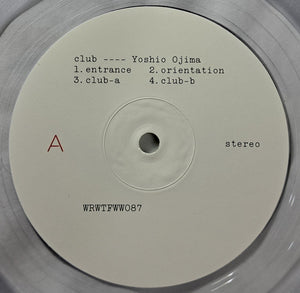 club ---- Yoshio Ojima
1.entrance 2.orientation
3.club-a 4.club-b
A
stereo
WRWTFWW087